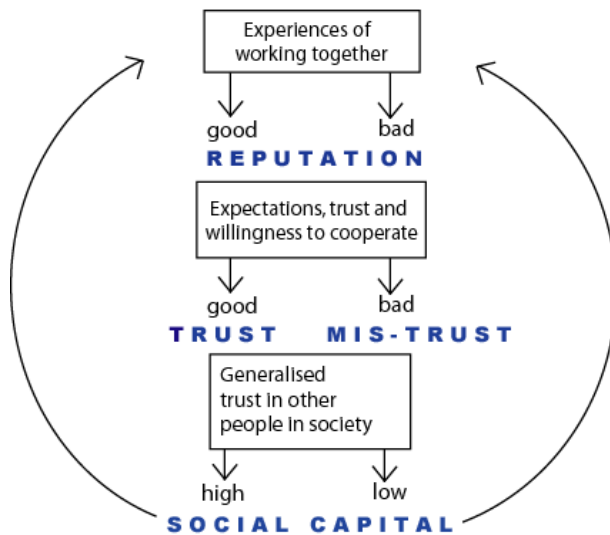 Experiences of
working together
good bad
REPUTATION
Expectations, trust and
willingness to cooperate
good bad
TRUST MIS-TRUST
Generalised
trust in other
people in society
high low
SOCIAL CAPITAL